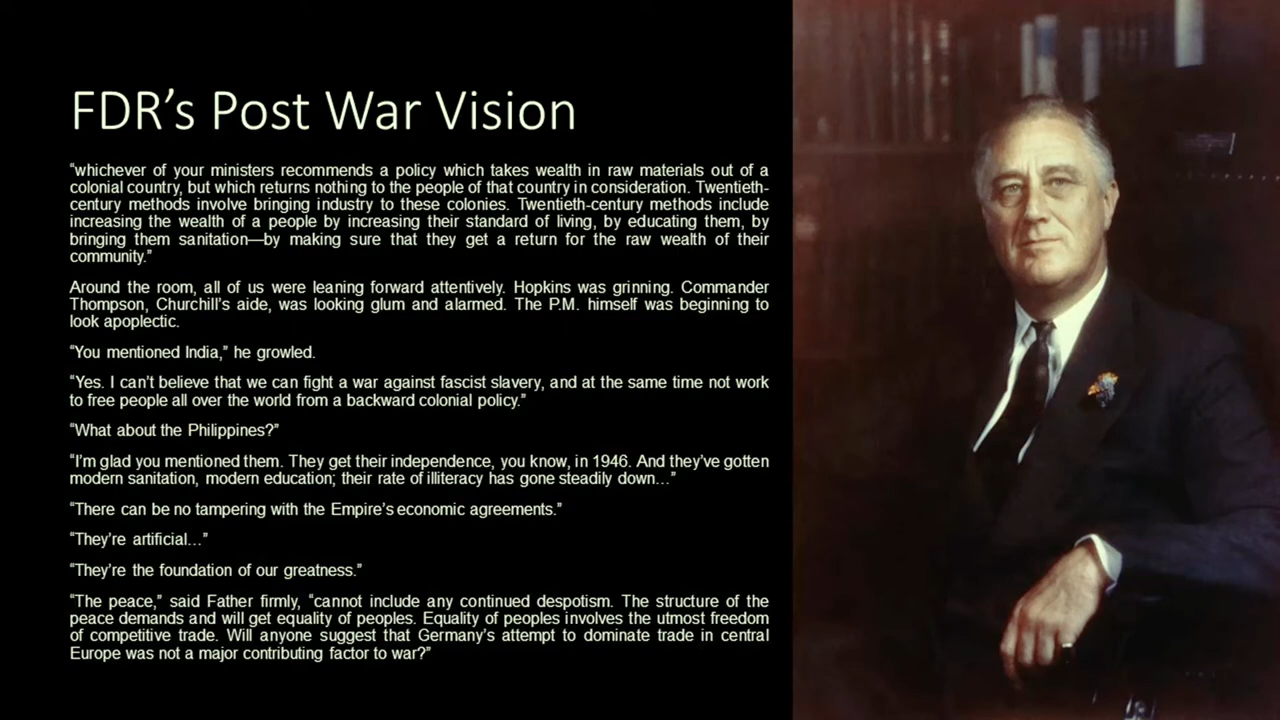 FDR’s Post War Vision
“whichever of your ministers recommends a policy which takes wealth in raw materials out of a
colonial country, but which returns nothing to the people of that country in consideration. Twentieth-
century methods involve bringing industry to these colonies. Twentieth-century methods include
increasing the wealth of a people by increasing their standard of living, by educating them, by
bringing them sanitation—by making sure that they get a return for the raw wealth of their
community.”
Around the room, all of us were leaning forward attentively. Hopkins was grinning. Commander
Thompson, Churchill’s aide, was looking glum and alarmed. The P.M. himself was beginning to
look apoplectic.
“You mentioned India,” he growled.
“Yes. I can’t believe that we can fight a war against fascist slavery, and at the same time not work
to free people all over the world from a backward colonial policy.”
“What about the Philippines?”
“I’m glad you mentioned them. They get their independence, you know, in 1946. And they’ve gotten
modern sanitation, modern education; their rate of illiteracy has gone steadily down…”
“There can be no tampering with the Empire’s economic agreements.”
“They’re artificial…”
“They’re the foundation of our greatness.”
“The peace,” said Father firmly, “cannot include any continued despotism. The structure of the
peace demands and will get equality of peoples. Equality of peoples involves the utmost freedom
of competitive trade. Will anyone suggest that Germany’s attempt to dominate trade in central
Europe was not a major contributing factor to war?”